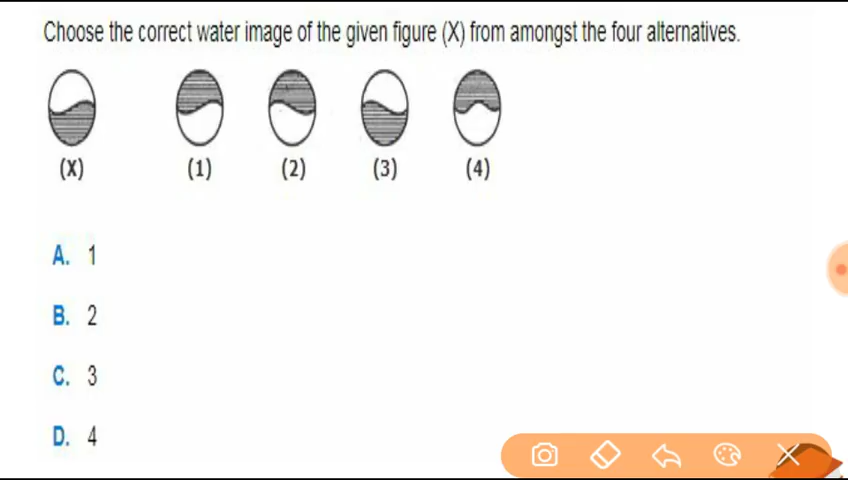 Choose the correct water image of the given figure (X) from amongst the four alternatives.
(X) (1) (2) (3) (4)
A. 1
B. 2
C. 3
D. 4